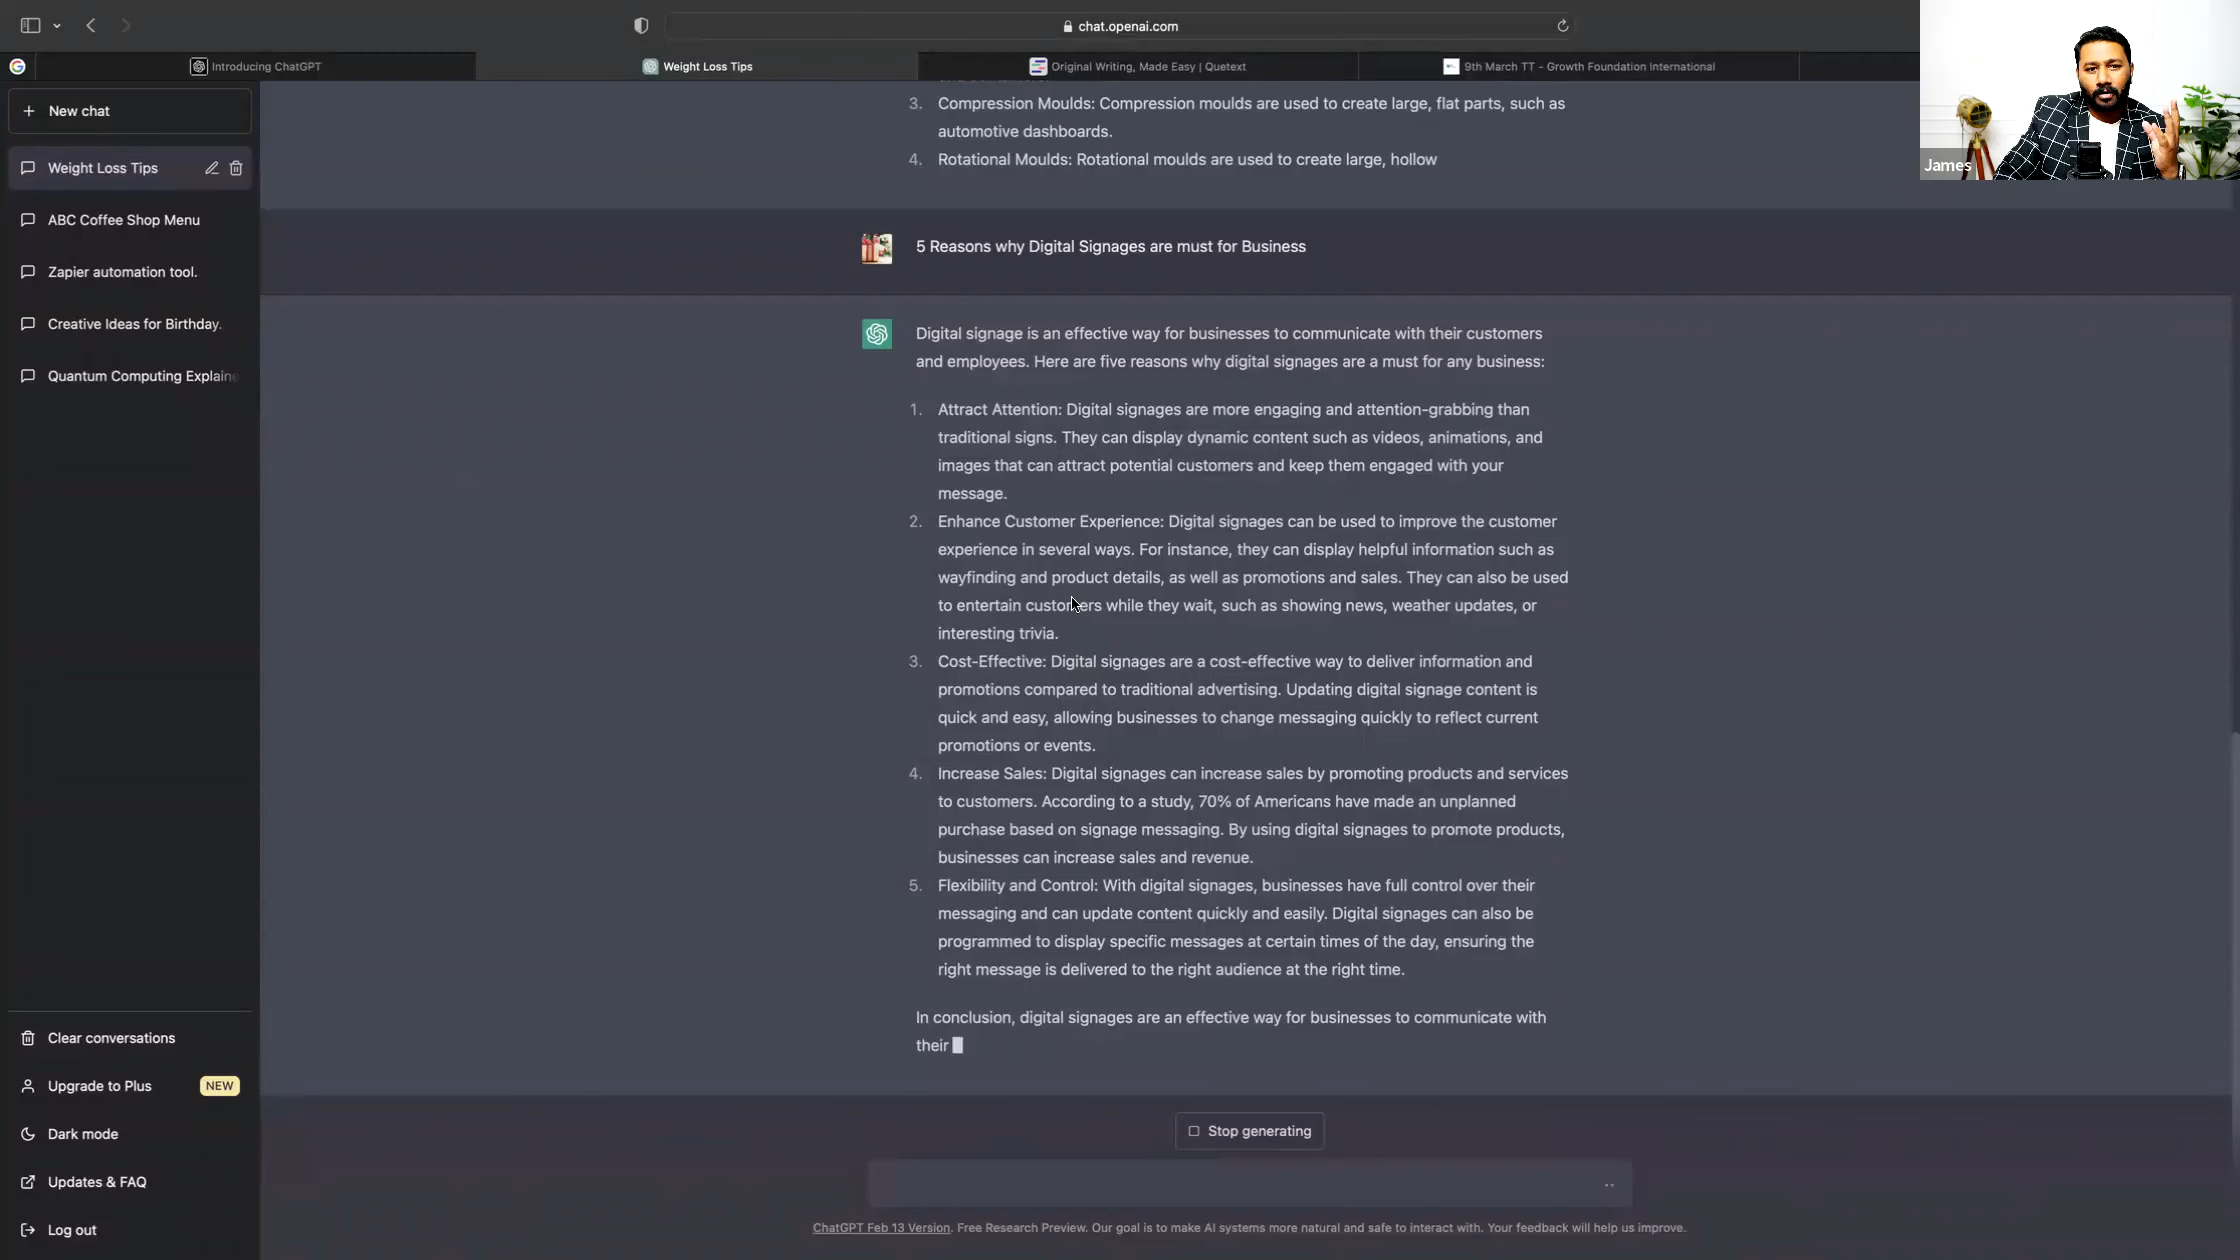 chat.openai.com
Introducing ChatGPT
Weight Loss Tips
Original Writing, Made Easy | Quetext
9th March TT - Growth Foundation International
James
New chat
Weight Loss Tips
ABC Coffee Shop Menu
Zapier automation tool.
Creative Ideas for Birthday.
Quantum Computing Explaine
Clear conversations
Upgrade to Plus
NEW
Dark mode
Updates & FAQ
Log out
3. Compression Moulds: Compression moulds are used to create large, flat parts, such as
automotive dashboards.
4. Rotational Moulds: Rotational moulds are used to create large, hollow
5 Reasons why Digital Signages are must for Business
Digital signage is an effective way for businesses to communicate with their customers
and employees. Here are five reasons why digital signages are a must for any business:
1. Attract Attention: Digital signages are more engaging and attention-grabbing than
traditional signs. They can display dynamic content such as videos, animations, and
images that can attract potential customers and keep them engaged with your
message.
2. Enhance Customer Experience: Digital signages can be used to improve the customer
experience in several ways. For instance, they can display helpful information such as
wayfinding and product details, as well as promotions and sales. They can also be used
to entertain customers while they wait, such as showing news, weather updates, or
interesting trivia.
3. Cost-Effective: Digital signages are a cost-effective way to deliver information and
promotions compared to traditional advertising. Updating digital signage content is
quick and easy, allowing businesses to change messaging quickly to reflect current
promotions or events.
4. Increase Sales: Digital signages can increase sales by promoting products and services
to customers. According to a study, 70% of Americans have made an unplanned
purchase based on signage messaging. By using digital signages to promote products,
businesses can increase sales and revenue.
5. Flexibility and Control: With digital signages, businesses have full control over their
messaging and can update content quickly and easily. Digital signages can also be
programmed to display specific messages at certain times of the day, ensuring the
right message is delivered to the right audience at the right time.
In conclusion, digital signages are an effective way for businesses to communicate with
their
Stop generating
ChatGPT Feb 13 Version. Free Research Preview. Our goal is to make AI systems more natural and safe to interact with. Your feedback will help us improve.